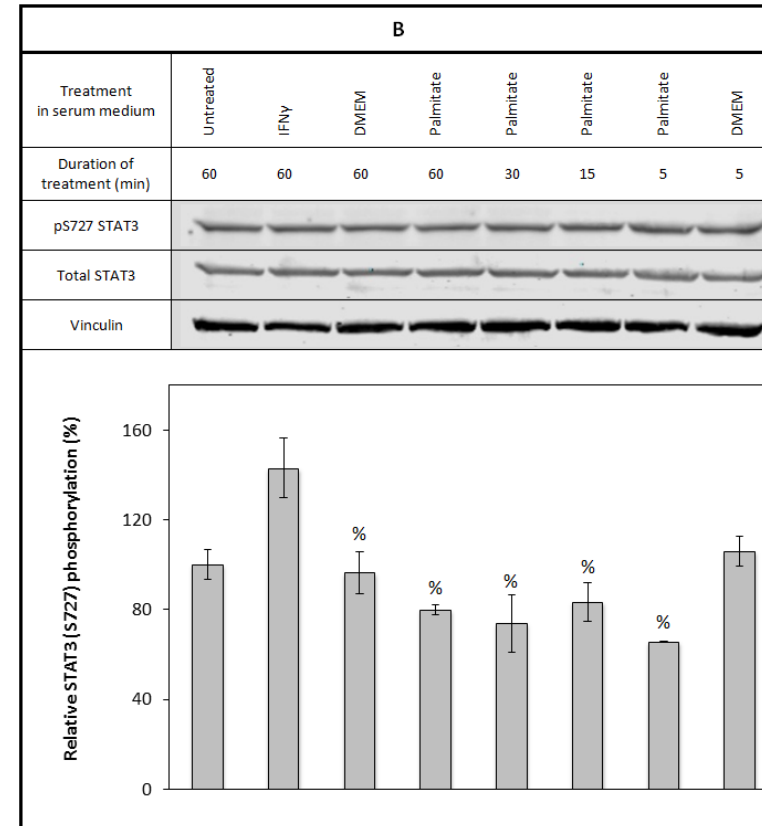 B
Treatment
in serum medium
Untreated
IFNγ
DMEM
Palmitate
Palmitate
Palmitate
Palmitate
DMEM
Duration of
treatment (min)
60 60 60 60 30 15 5 5
pS727 STAT3
Total STAT3
Vinculin
Relative STAT3 (S727) phosphorylation (%)
160
120
80
40
0
% % % % %